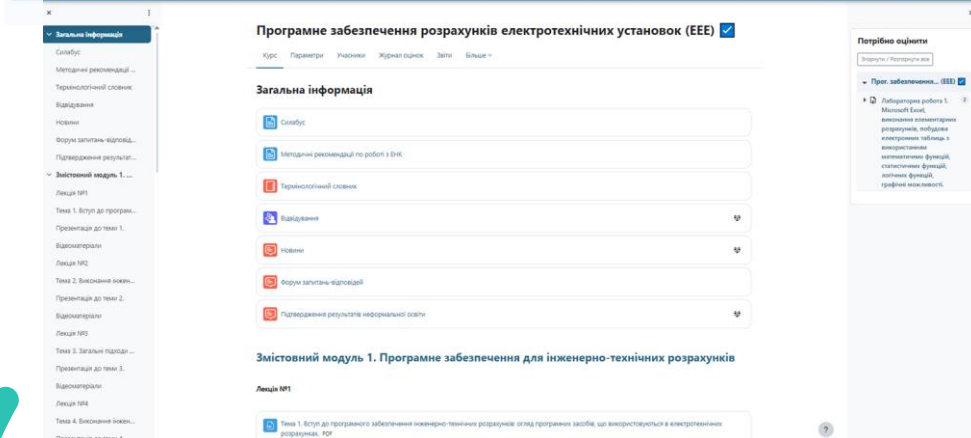 Загальна інформація
Силабус
Методичні рекомендації ...
Термінологічний словник
Відвідування
Новини
Форум запитань-відповід...
Підтвердження результат...
Змістовний модуль 1. ...
Лекція №1
Тема 1. Вступ до програм...
Презентація до теми 1.
Відеоматеріали
Лекція №2
Тема 2. Виконання інжен...
Презентація до теми 2.
Відеоматеріали
Лекція №3
Тема 3. Загальні підходи ...
Презентація до теми 3.
Відеоматеріали
Лекція №4
Тема 4. Виконання інжен...
Програмне забезпечення розрахунків електротехнічних установок (ЕЕЕ)
Курс Параметри Учасники Журнал оцінок Звіти Більше
Загальна інформація
Силабус
Методичні рекомендації по роботі з ЕНК
Термінологічний словник
Відвідування
Новини
Форум запитань-відповідей
Підтвердження результатів неформальної освіти
Змістовний модуль 1. Програмне забезпечення для інженерно-технічних розрахунків
Лекція №1
Тема 1. Вступ до програмного забезпечення інженерно-технічних розрахунків: огляд програмних засобів, що використовуються в електротехнічних
розрахунках. PDF
Потрібно оцінити
Згорнути / Розгорнути все
Прог. забезпечення... (ЕЕЕ)
Лабораторна робота 1. 2
Microsoft Excel,
виконання елементарних
розрахунків, побудова
електронних таблиць з
використанням
математичних функцій,
статистичних функцій,
логічних функцій,
графічні можливості.
?